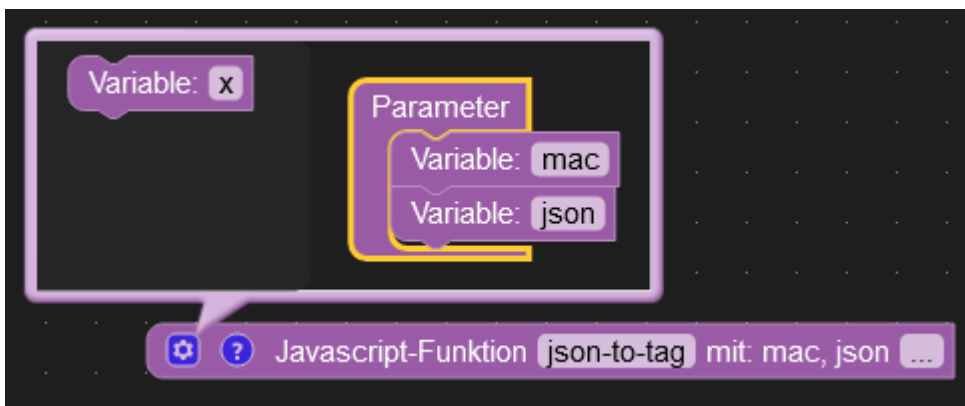 Variable: x
Parameter
Variable: mac
Variable: json
? Javascript-Funktion json-to-tag mit: mac, json ...